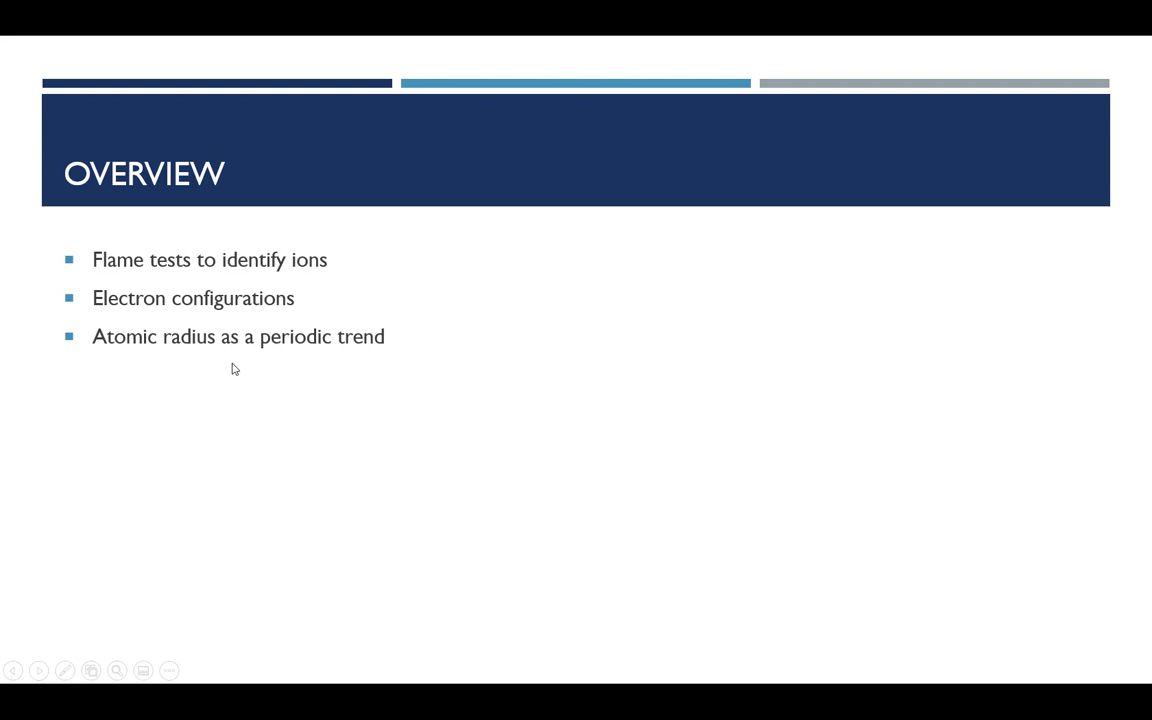 OVERVIEW
Flame tests to identify ions
Electron configurations
Atomic radius as a periodic trend